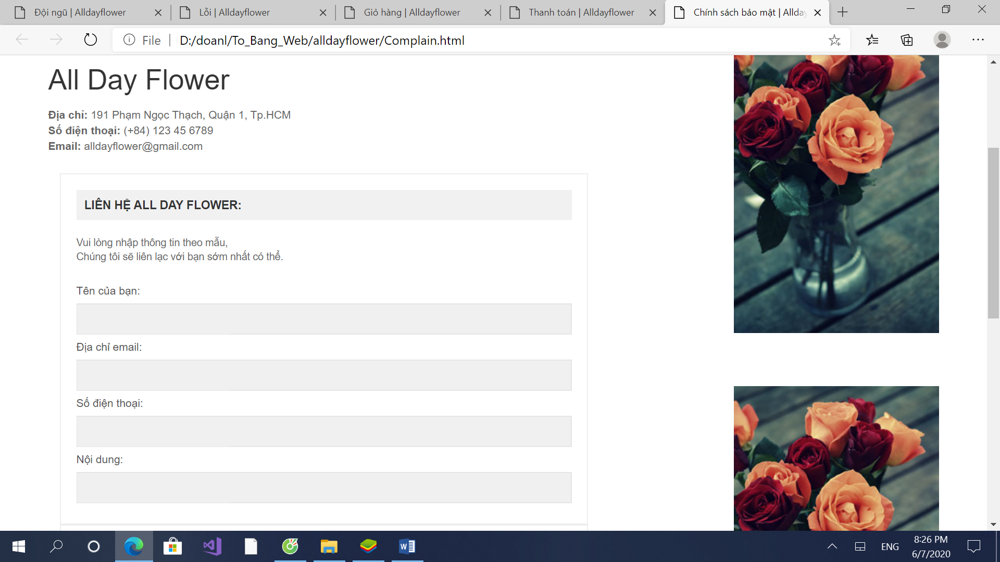 Đội ngũ | Alldayflower
Lỗi | Alldayflower
Giỏ hàng | Alldayflower
Thanh toán | Alldayflower
Chính sách bảo mật | Allday
File
D:/doanl/To_Bang_Web/alldayflower/Complain.html
All Day Flower
Địa chỉ: 191 Phạm Ngọc Thạch, Quận 1, Tp.HCM
Số điện thoại: (+84) 123 45 6789
Email: alldayflower@gmail.com
LIÊN HỆ ALL DAY FLOWER:
Vui lòng nhập thông tin theo mẫu,
Chúng tôi sẽ liên lạc với bạn sớm nhất có thể.
Tên của bạn:
Địa chỉ email:
Số điện thoại:
Nội dung:
ENG
8:26 PM
6/7/2020